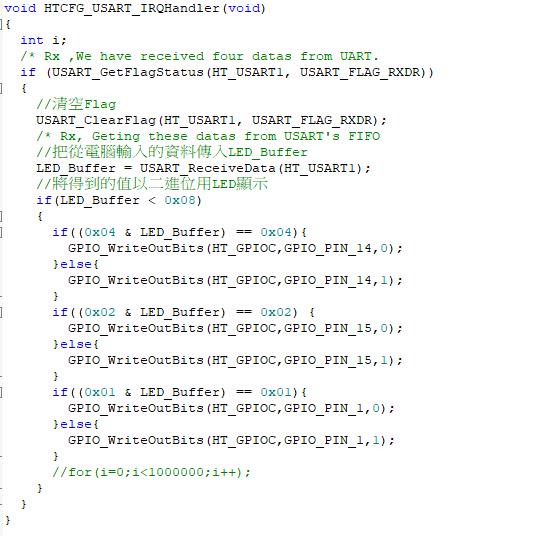 void HTCFG_USART_IRQHandler(void)
{
  int i;
  /* Rx ,We have received four datas from UART.
  if (USART_GetFlagStatus(HT_USART1, USART_FLAG_RXDR))
  {
    //清空Flag
    USART_ClearFlag(HT_USART1, USART_FLAG_RXDR);
    /* Rx, Geting these datas from USART's FIFO
    //把從電腦輸入的資料傳入LED_Buffer
    LED_Buffer = USART_ReceiveData(HT_USART1);
    //將得到的值以二進位用LED顯示
    if(LED_Buffer < 0x08)
    {
      if((0x04 & LED_Buffer) == 0x04){
        GPIO_WriteOutBits(HT_GPIOC,GPIO_PIN_14,0);
      }else{
        GPIO_WriteOutBits(HT_GPIOC,GPIO_PIN_14,1);
      }
      if((0x02 & LED_Buffer) == 0x02) {
        GPIO_WriteOutBits(HT_GPIOC,GPIO_PIN_15,0);
      }else{
        GPIO_WriteOutBits(HT_GPIOC,GPIO_PIN_15,1);
      }
      if((0x01 & LED_Buffer) == 0x01){
        GPIO_WriteOutBits(HT_GPIOC,GPIO_PIN_1,0);
      }else{
        GPIO_WriteOutBits(HT_GPIOC,GPIO_PIN_1,1);
      }
      //for(i=0;i<1000000;i++);
    }
  }
}